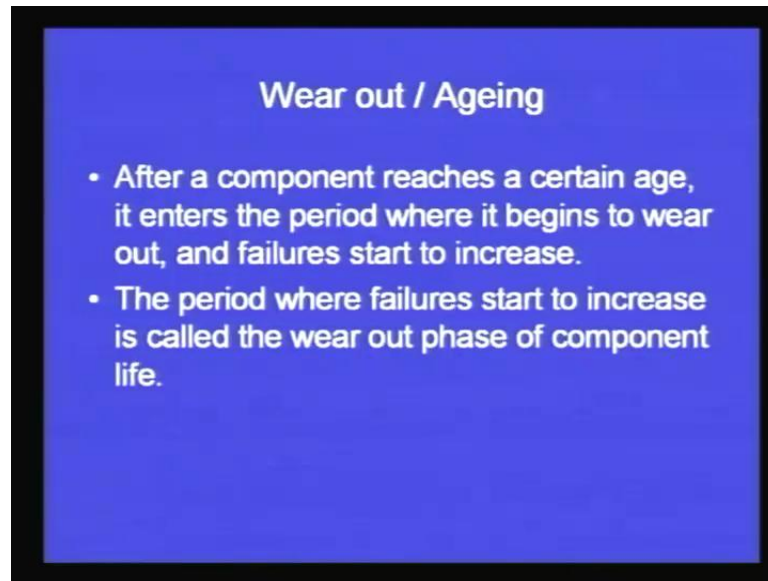 Wear out / Ageing
• After a component reaches a certain age,
it enters the period where it begins to wear
out, and failures start to increase.
• The period where failures start to increase
is called the wear out phase of component
life.